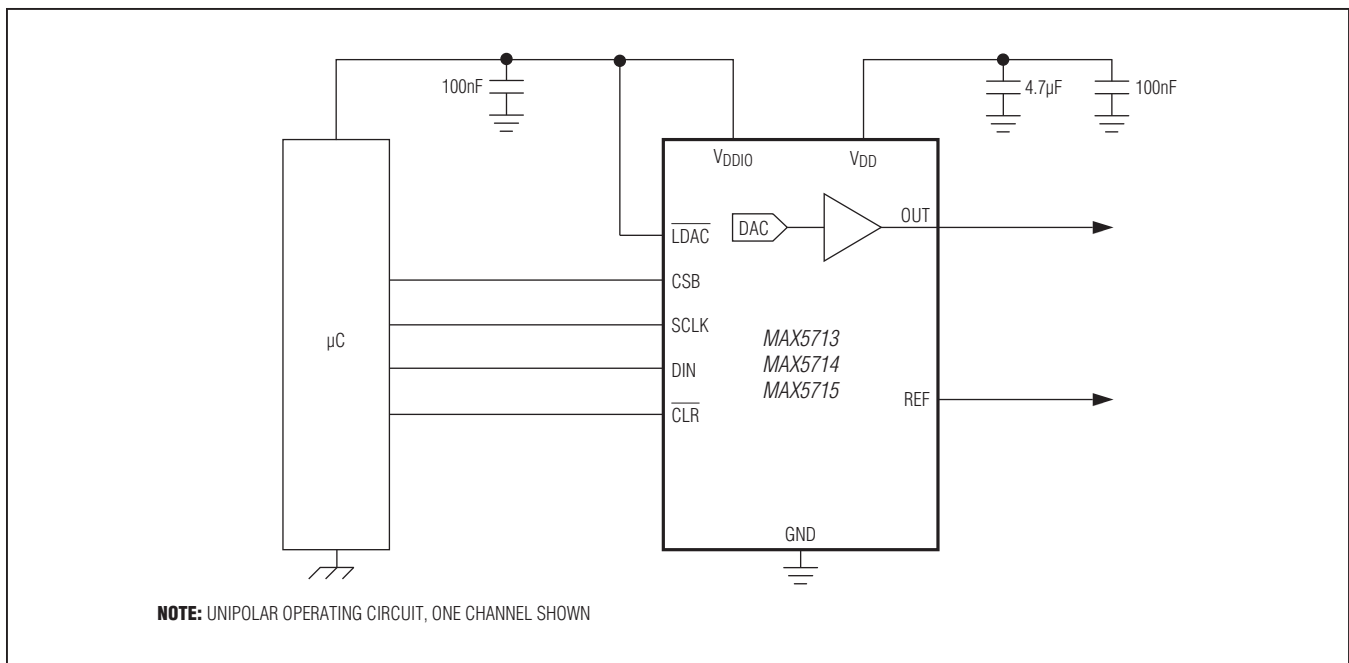 100nF
4.7µF
100nF
VDDIO
VDD
LDAC
DAC
OUT
CSB
SCLK
µC
DIN
MAX5713
MAX5714
MAX5715
CLR
REF
GND
NOTE: UNIPOLAR OPERATING CIRCUIT, ONE CHANNEL SHOWN